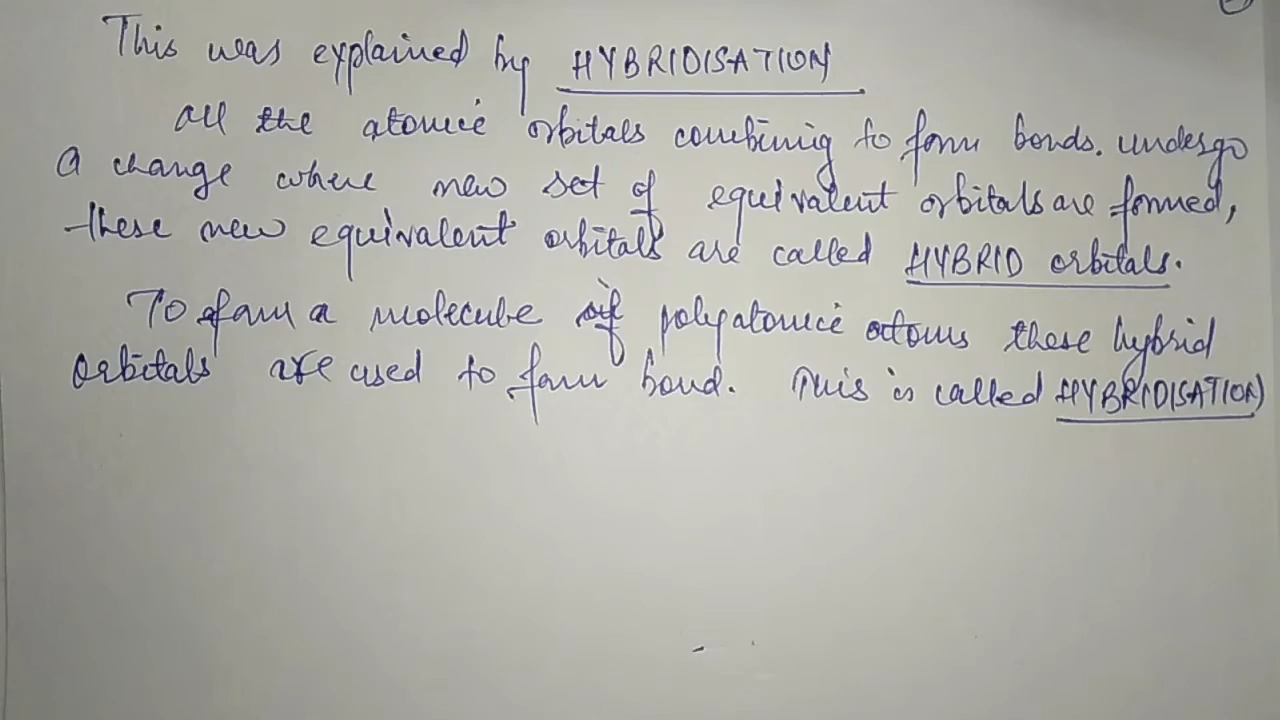 This was explained by HYBRIDISATION
all the atomic orbitals combining to form bonds. undergo
a change where new set of equivalent orbitals are formed,
these new equivalent orbitals are called HYBRID orbitals.
To form a molecule of polyatomic atoms these hybrid
orbitals are used to form bond. This is called HYBRIDISATION